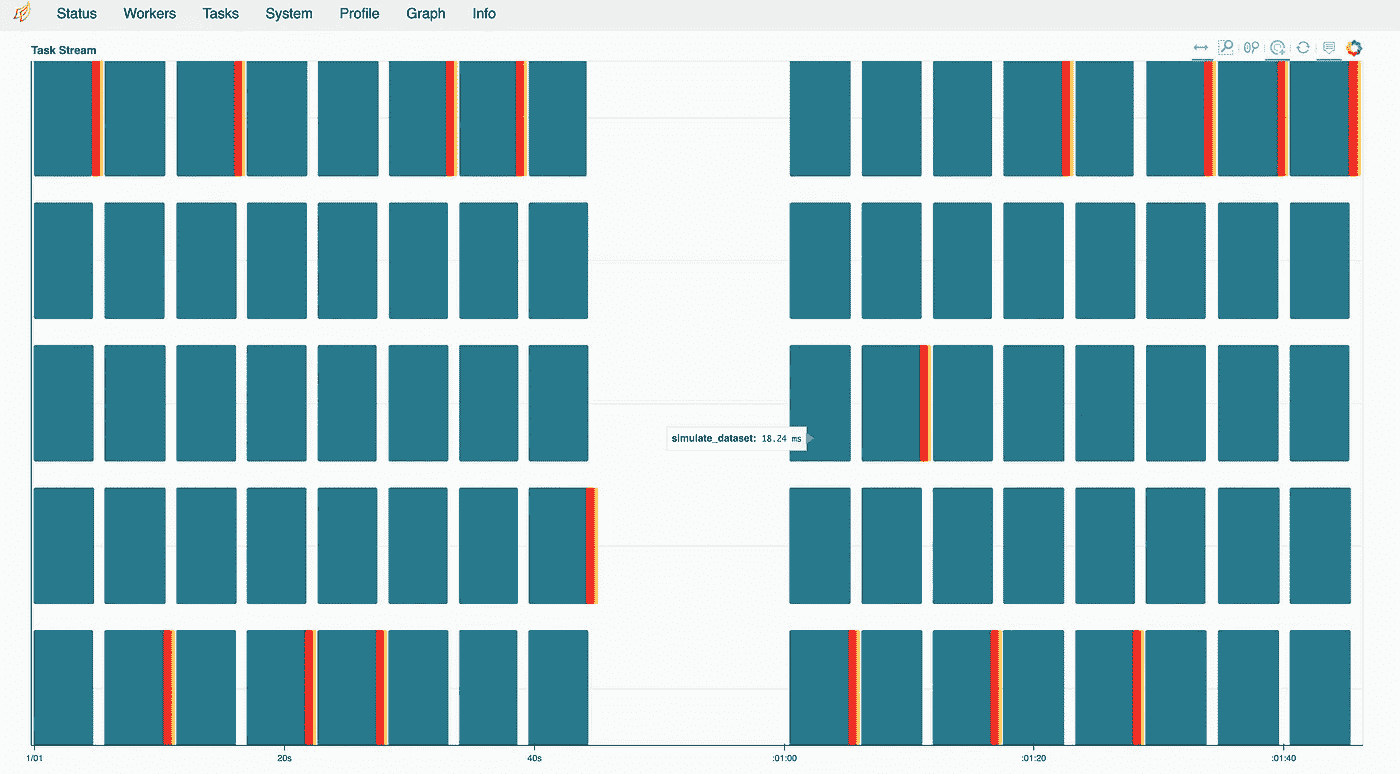 Status Workers Tasks System Profile Graph Info
Task Stream
simulate_dataset: 18.24 ms
1/01 20s 40s :01:00 :01:20 :01:40